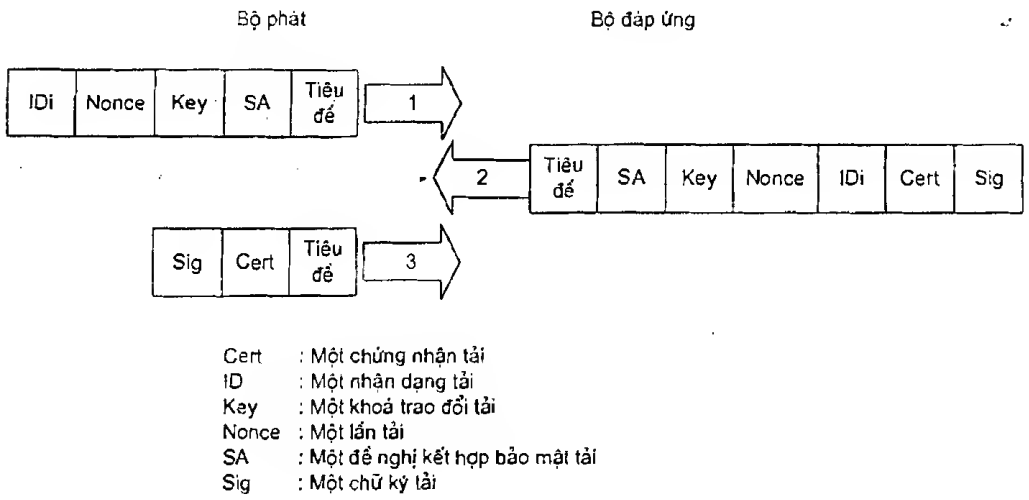 Bộ phát Bộ đáp ứng
IDi Nonce Key SA Tiêu đề 1
2 Tiêu đề SA Key Nonce IDi Cert Sig
Sig Cert Tiêu đề 3
Cert : Một chứng nhận tải
ID : Một nhận dạng tải
Key : Một khoá trao đổi tải
Nonce : Một lần tải
SA : Một đề nghị kết hợp bảo mật tải
Sig : Một chữ ký tải